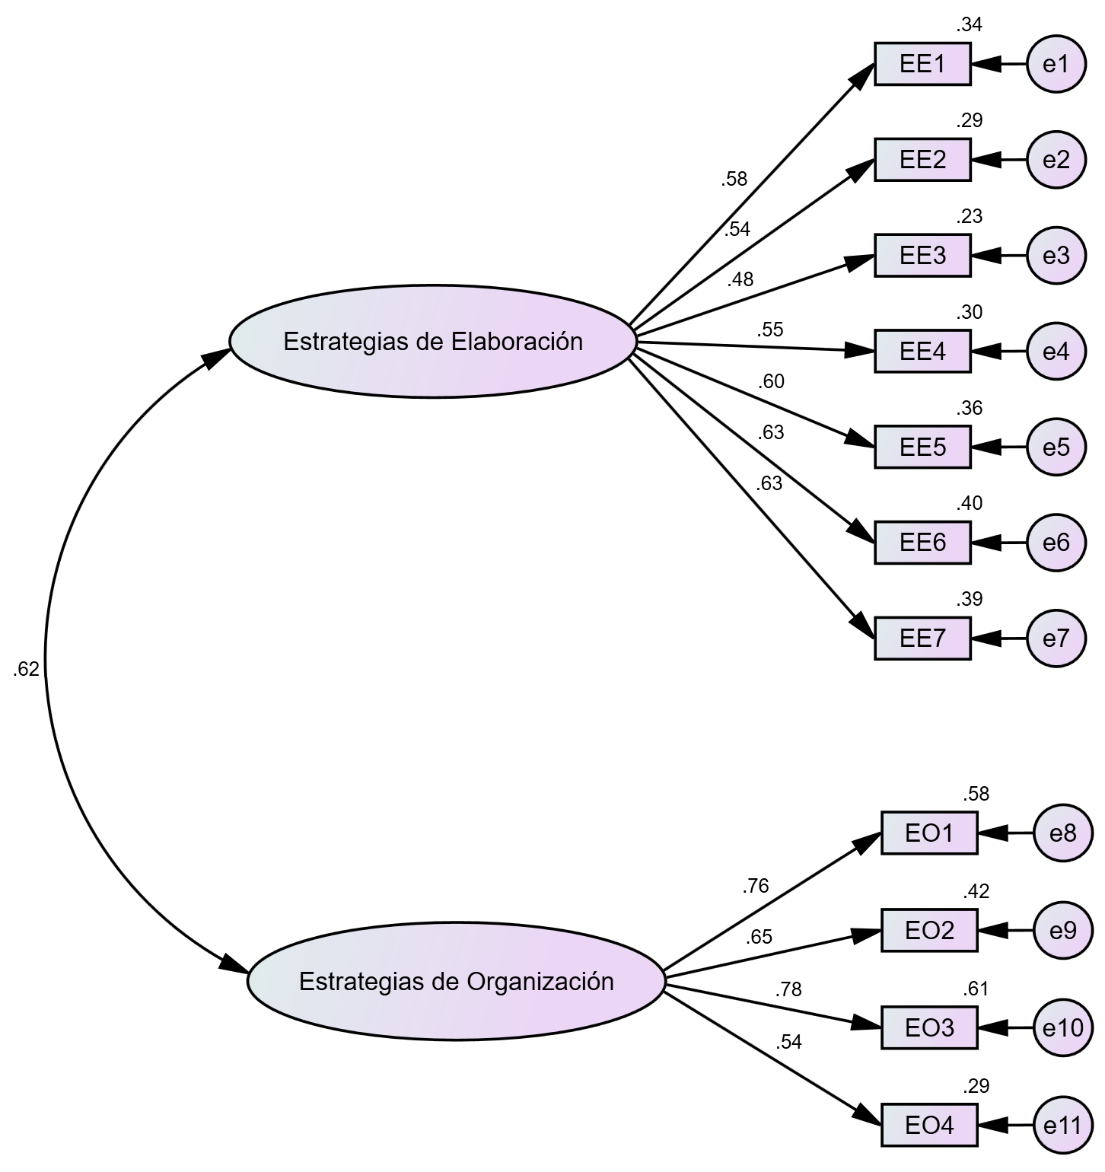 .34
EE1
e1
.29
EE2
e2
.58
.54
.23
EE3
e3
.48
.30
EE4
e4
.55
Estrategias de Elaboración
.60
.36
EE5
e5
.63
.40
EE6
e6
.63
.39
EE7
e7
.62
.58
EO1
e8
.76
.42
EO2
e9
.65
.61
EO3
e10
.78
Estrategias de Organización
.54
.29
EO4
e11